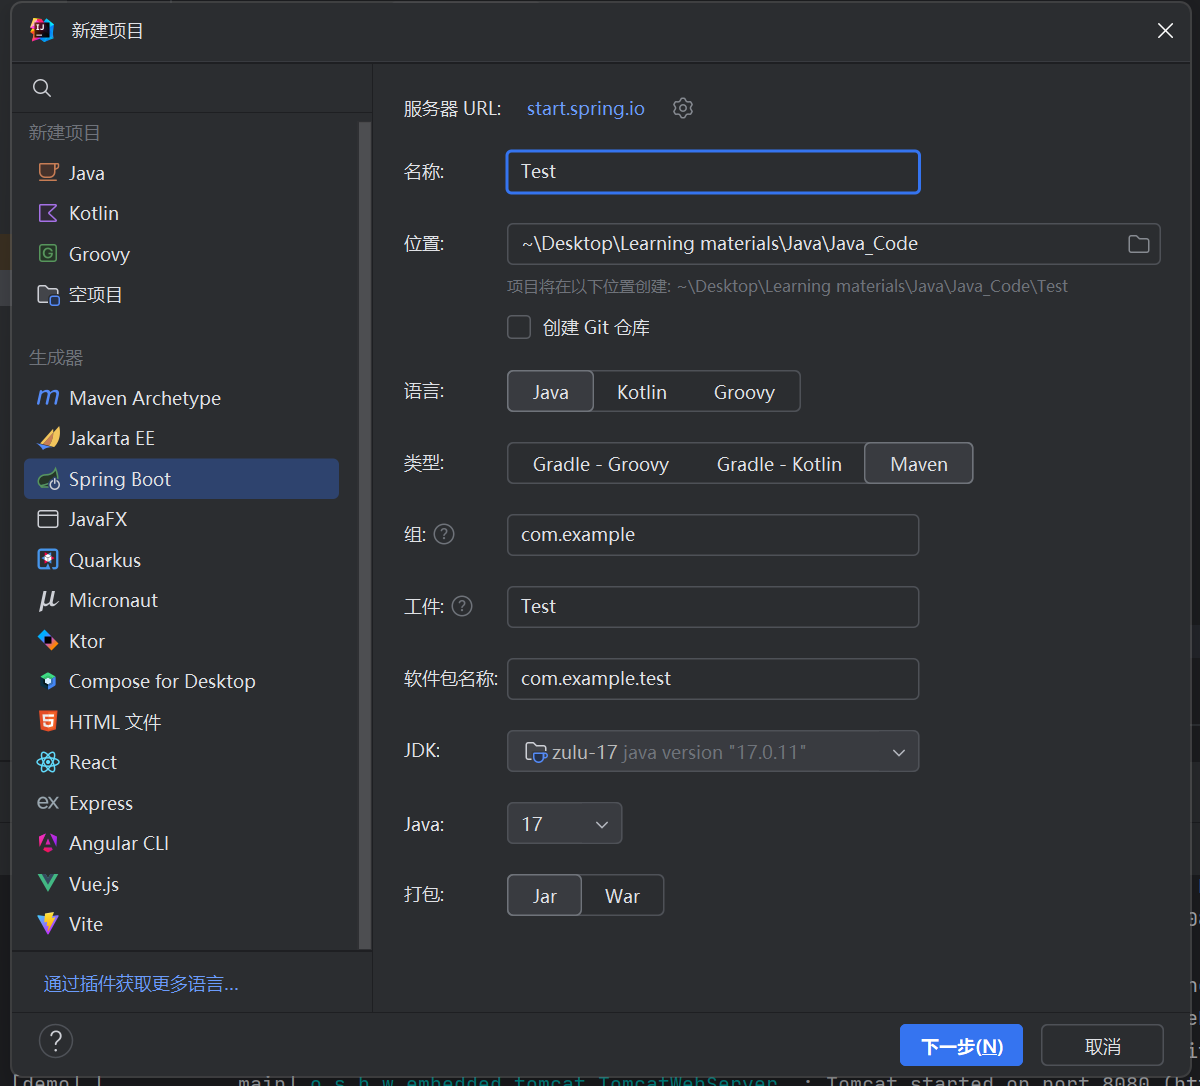 新建项目
新建项目
Java
Kotlin
Groovy
空项目
生成器
Maven Archetype
Jakarta EE
Spring Boot
JavaFX
Quarkus
Micronaut
Ktor
Compose for Desktop
HTML 文件
React
Express
Angular CLI
Vue.js
Vite
通过插件获取更多语言...
服务器 URL: start.spring.io
名称: Test
位置: ~\Desktop\Learning materials\Java\Java_Code
项目将在以下位置创建: ~\Desktop\Learning materials\Java\Java_Code\Test
创建 Git 仓库
语言: Java Kotlin Groovy
类型: Gradle - Groovy Gradle - Kotlin Maven
组: ? com.example
工件: ? Test
软件包名称: com.example.test
JDK: zulu-17 java version "17.0.11"
Java: 17
打包: Jar War
? 下一步(N) 取消
[demo] [ main] o.s.b.w.embedded.tomcat.TomcatWebServer : Tomcat started on port 8080